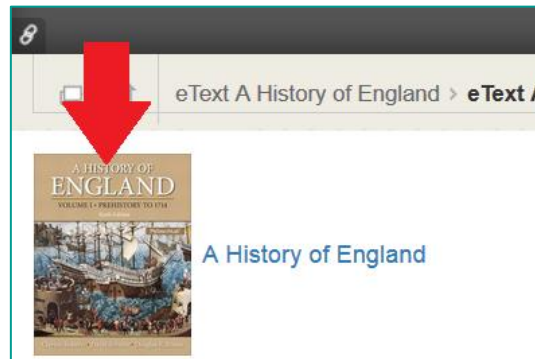 eText A History of England > eText
A HISTORY OF
ENGLAND
VOLUME I • PREHISTORY TO 1714
A History of England